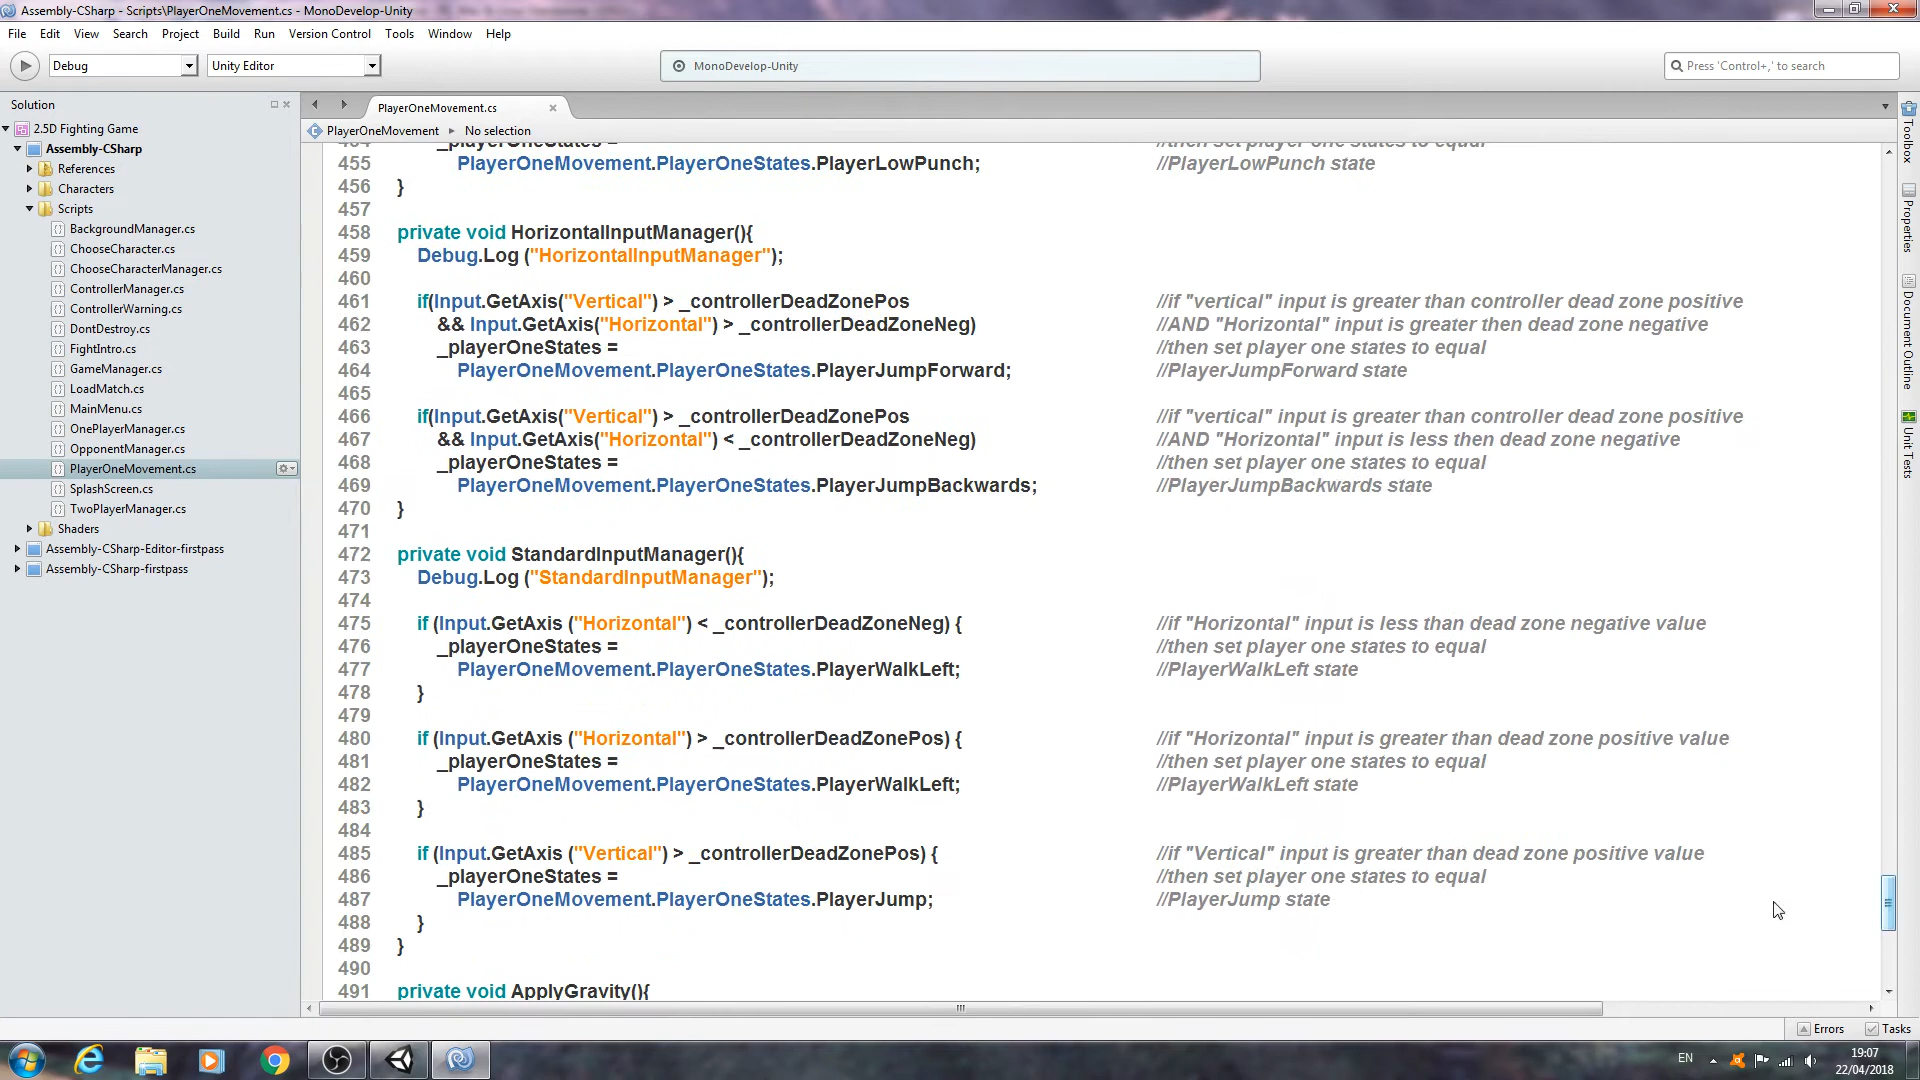 Assembly-CSharp - Scripts\PlayerOneMovement.cs - MonoDevelop-Unity
File Edit View Search Project Build Run Version Control Tools Window Help
Debug Unity Editor MonoDevelop-Unity Press 'Control+,' to search
Solution
2.5D Fighting Game
Assembly-CSharp
References
Characters
Scripts
BackgroundManager.cs
ChooseCharacter.cs
ChooseCharacterManager.cs
ControllerManager.cs
ControllerWarning.cs
DontDestroy.cs
FightIntro.cs
GameManager.cs
LoadMatch.cs
MainMenu.cs
OnePlayerManager.cs
OpponentManager.cs
PlayerOneMovement.cs
SplashScreen.cs
TwoPlayerManager.cs
Shaders
Assembly-CSharp-Editor-firstpass
Assembly-CSharp-firstpass
PlayerOneMovement.cs
PlayerOneMovement ▸ No selection
454 _playerOneStates = //then set player one states to equal
455 PlayerOneMovement.PlayerOneStates.PlayerLowPunch; //PlayerLowPunch state
456 }
457
458 private void HorizontalInputManager(){
459 Debug.Log ("HorizontalInputManager");
460
461 if(Input.GetAxis("Vertical") > _controllerDeadZonePos //if "vertical" input is greater than controller dead zone positive
462 && Input.GetAxis("Horizontal") > _controllerDeadZoneNeg) //AND "Horizontal" input is greater then dead zone negative
463 _playerOneStates = //then set player one states to equal
464 PlayerOneMovement.PlayerOneStates.PlayerJumpForward; //PlayerJumpForward state
465
466 if(Input.GetAxis("Vertical") > _controllerDeadZonePos //if "vertical" input is greater than controller dead zone positive
467 && Input.GetAxis("Horizontal") < _controllerDeadZoneNeg) //AND "Horizontal" input is less then dead zone negative
468 _playerOneStates = //then set player one states to equal
469 PlayerOneMovement.PlayerOneStates.PlayerJumpBackwards; //PlayerJumpBackwards state
470 }
471
472 private void StandardInputManager(){
473 Debug.Log ("StandardInputManager");
474
475 if (Input.GetAxis ("Horizontal") < _controllerDeadZoneNeg) { //if "Horizontal" input is less than dead zone negative value
476 _playerOneStates = //then set player one states to equal
477 PlayerOneMovement.PlayerOneStates.PlayerWalkLeft; //PlayerWalkLeft state
478 }
479
480 if (Input.GetAxis ("Horizontal") > _controllerDeadZonePos) { //if "Horizontal" input is greater than dead zone positive value
481 _playerOneStates = //then set player one states to equal
482 PlayerOneMovement.PlayerOneStates.PlayerWalkLeft; //PlayerWalkLeft state
483 }
484
485 if (Input.GetAxis ("Vertical") > _controllerDeadZonePos) { //if "Vertical" input is greater than dead zone positive value
486 _playerOneStates = //then set player one states to equal
487 PlayerOneMovement.PlayerOneStates.PlayerJump; //PlayerJump state
488 }
489 }
490
491 private void ApplyGravity(){
Toolbox
Properties
Document Outline
Unit Tests
Errors Tasks
EN 19:07
22/04/2018